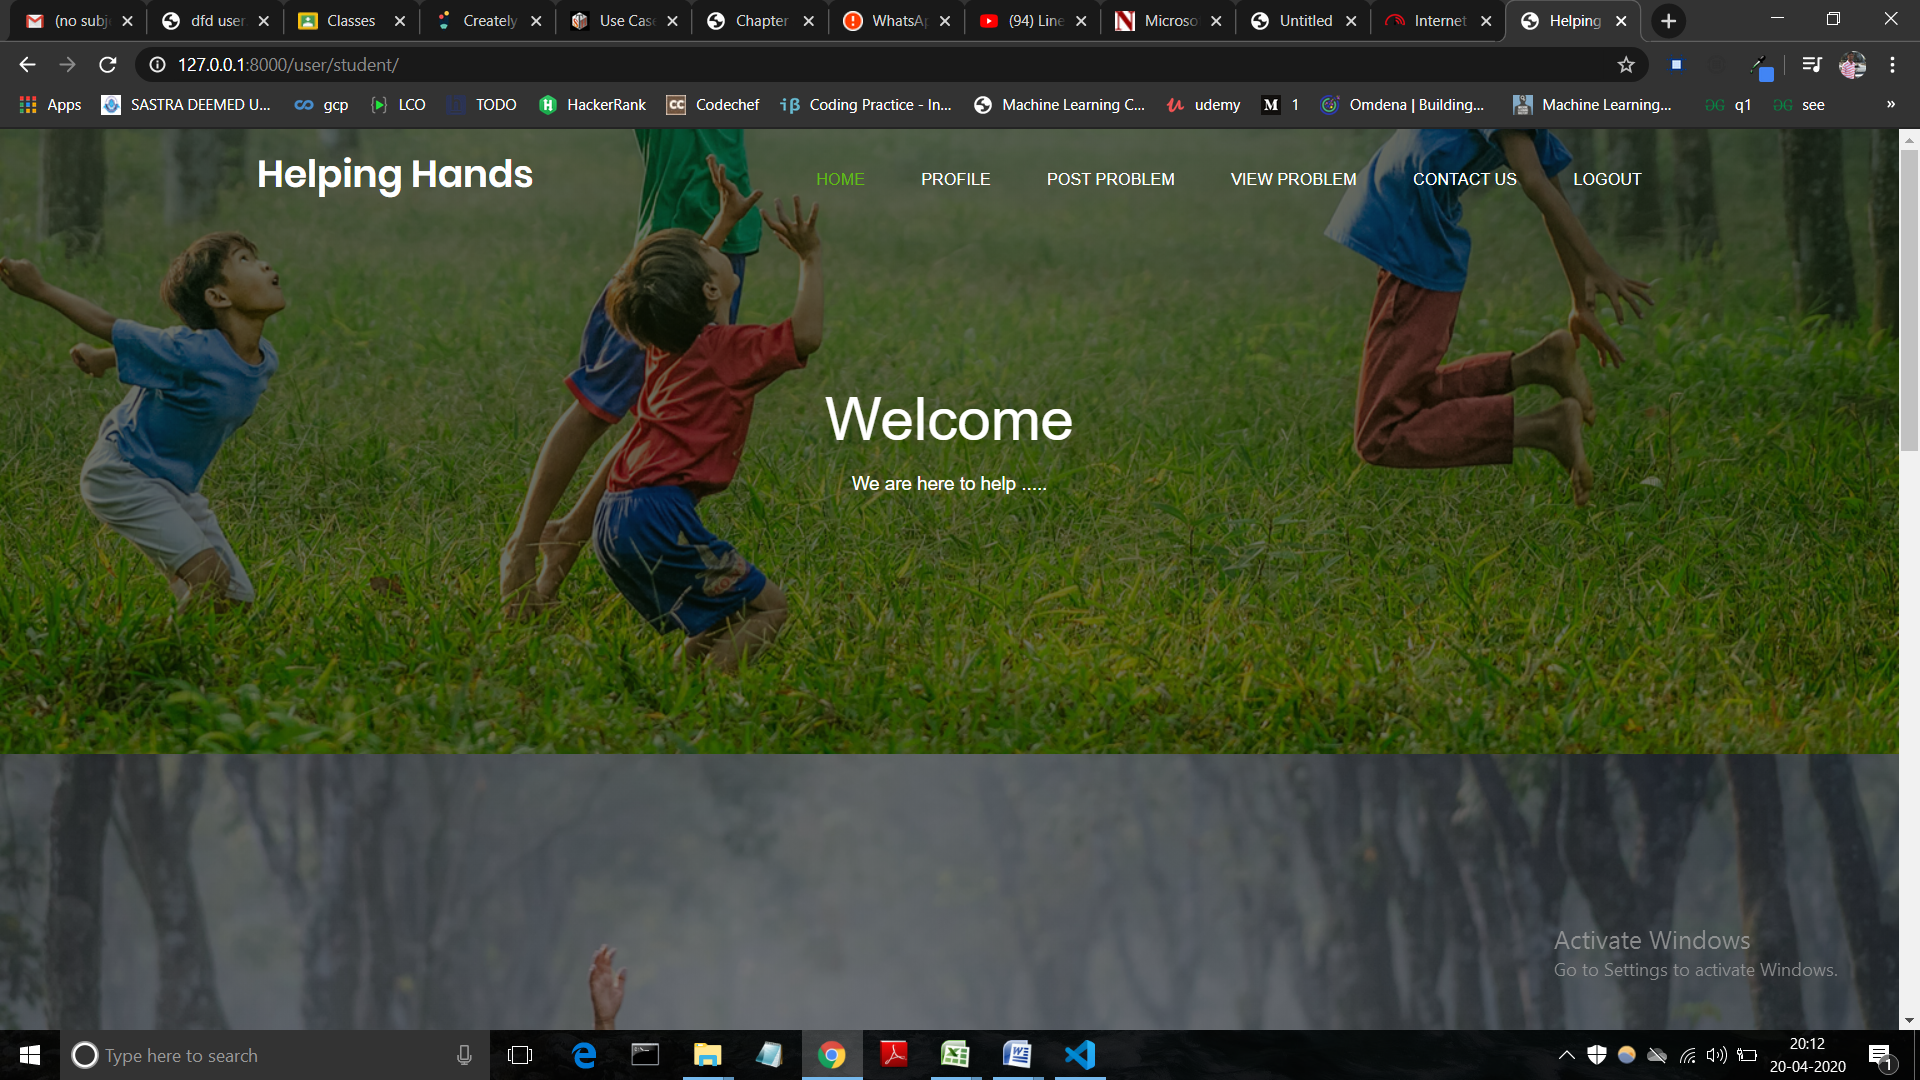 (no subj
dfd user
Classes
Creately
Use Case
Chapter
WhatsAp
(94) Line
Microso
Untitled
Internet
Helping
127.0.0.1:8000/user/student/
Apps
SASTRA DEEMED U...
gcp
LCO
TODO
HackerRank
Codechef
Coding Practice - In...
Machine Learning C...
udemy
1
Omdena | Building...
Machine Learning...
q1
see
»
Helping Hands
HOME
PROFILE
POST PROBLEM
VIEW PROBLEM
CONTACT US
LOGOUT
Welcome
We are here to help .....
Activate Windows
Go to Settings to activate Windows.
Type here to search
20:12
20-04-2020
1